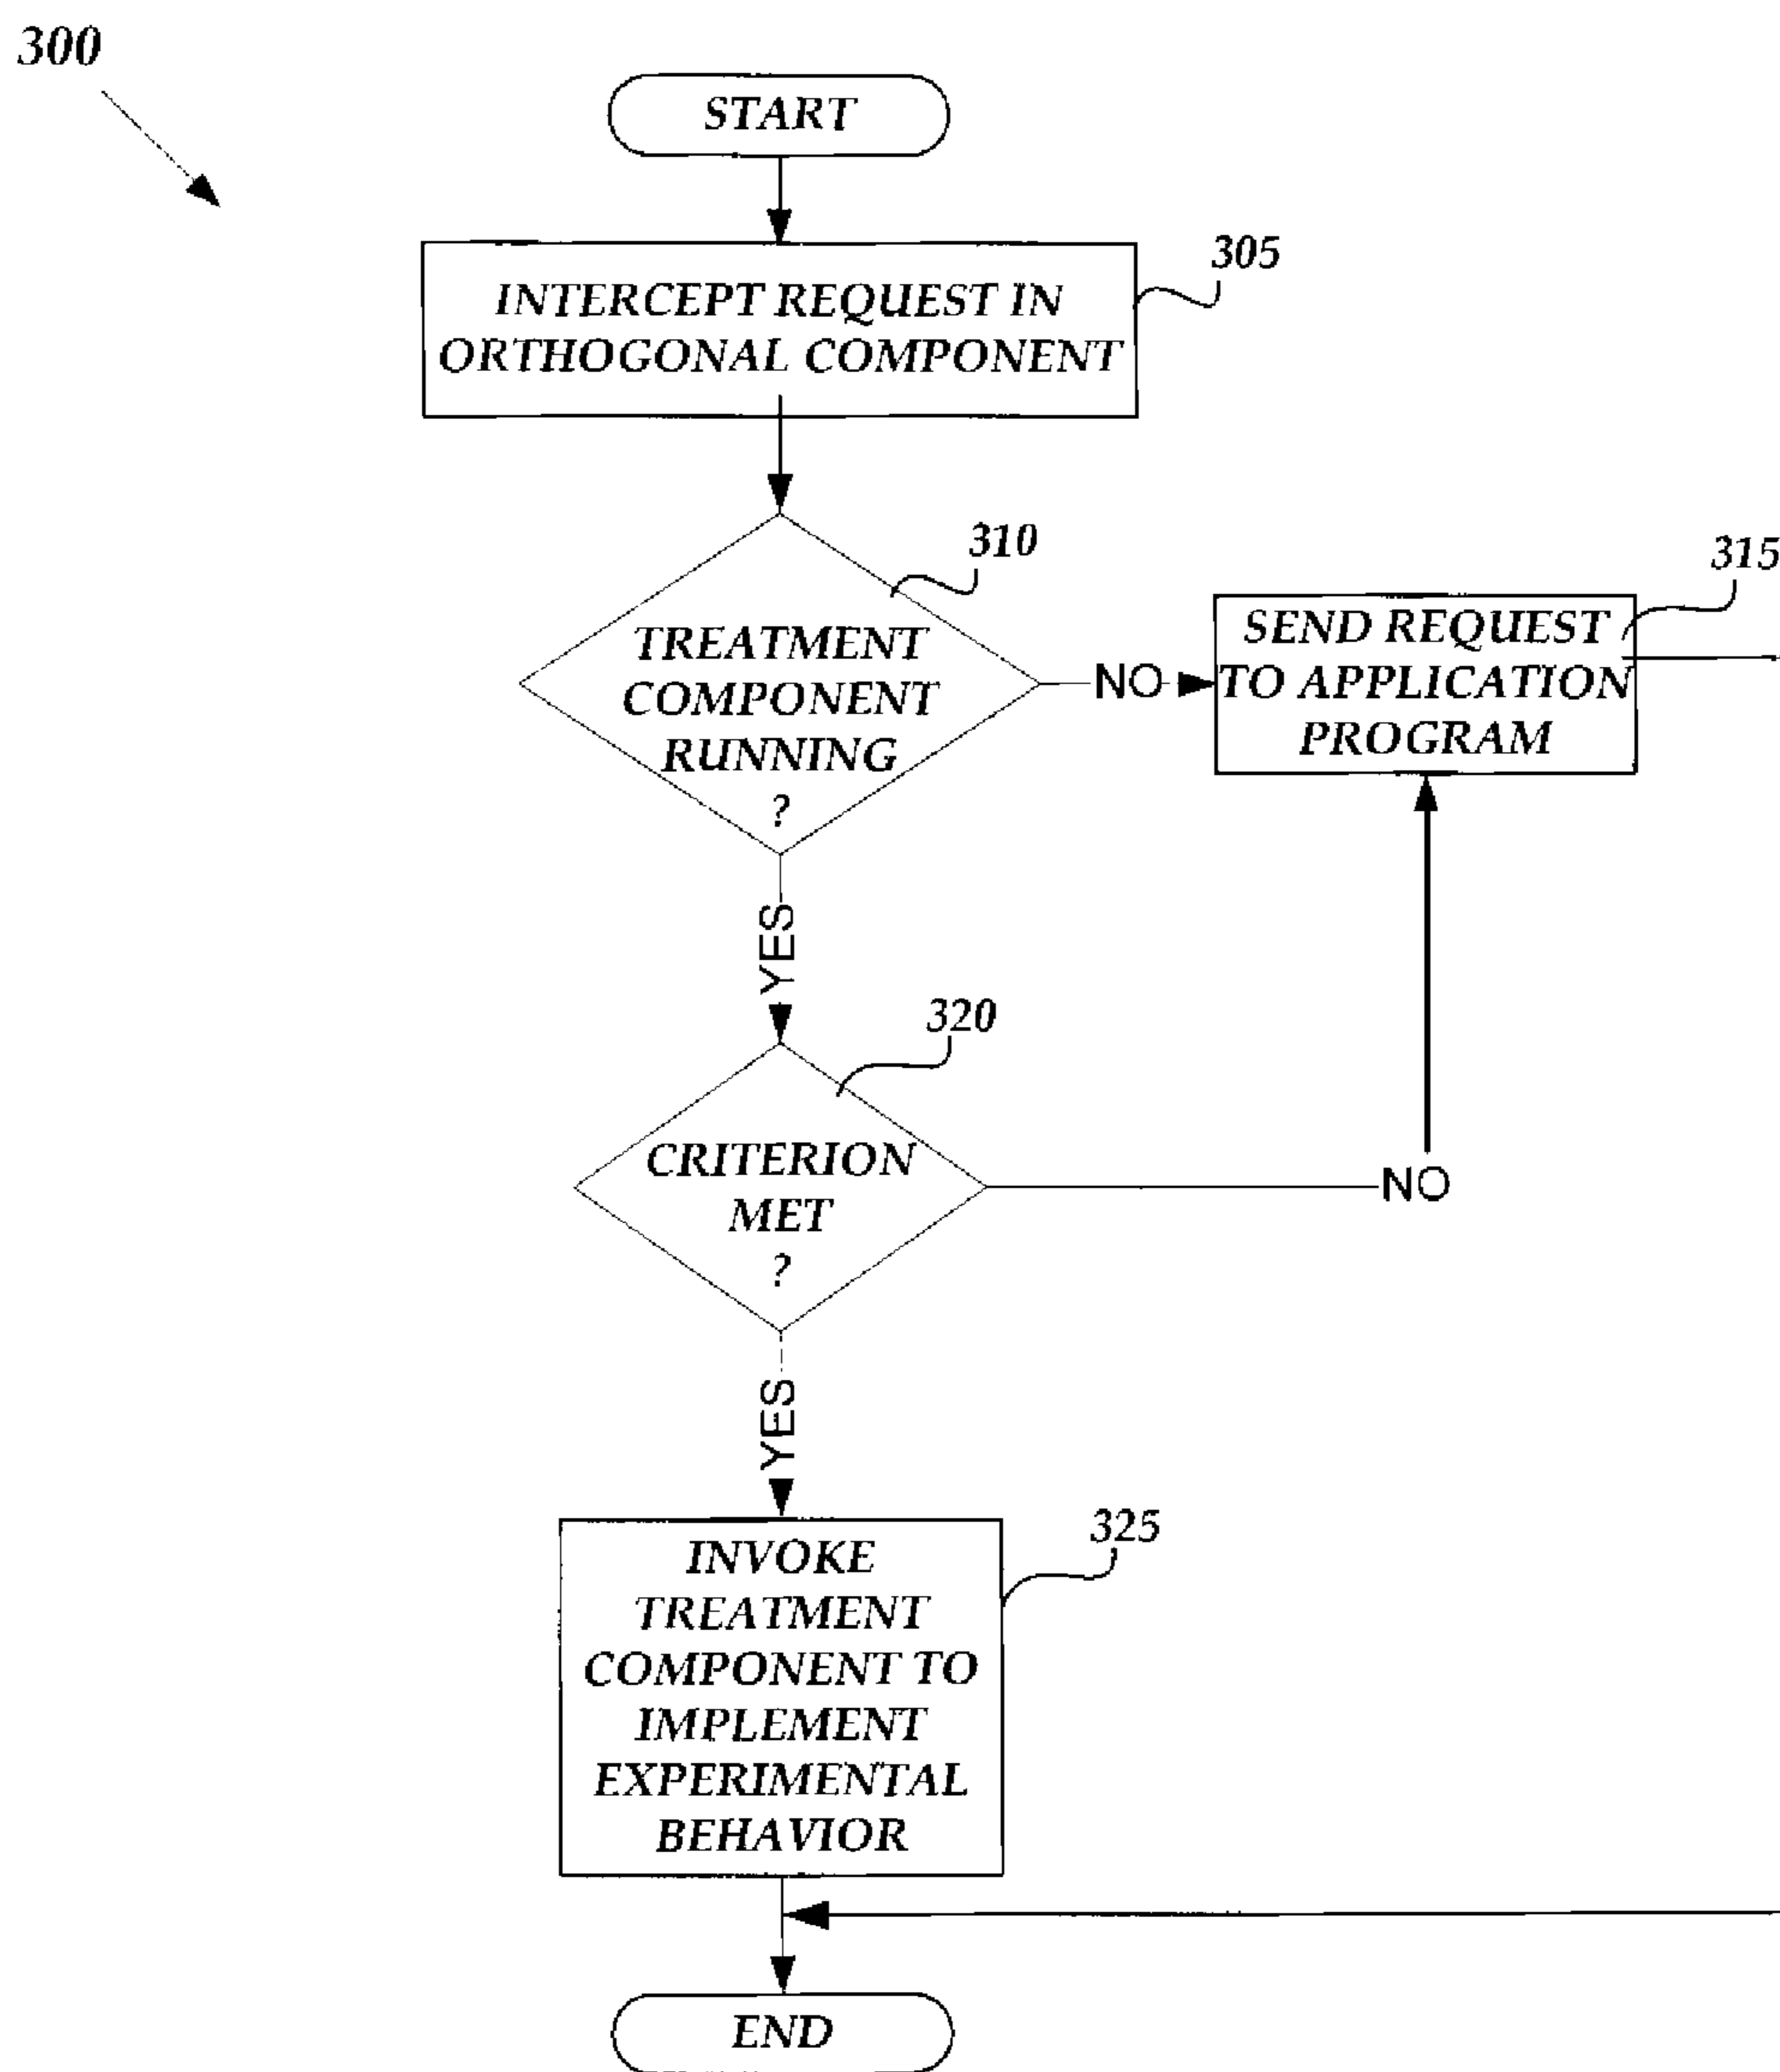 300
START
305
INTERCEPT REQUEST IN
ORTHOGONAL COMPONENT
310
TREATMENT
COMPONENT
RUNNING
?
NO
315
SEND REQUEST
TO APPLICATION
PROGRAM
YES
320
CRITERION
MET
?
NO
YES
325
INVOKE
TREATMENT
COMPONENT TO
IMPLEMENT
EXPERIMENTAL
BEHAVIOR
END